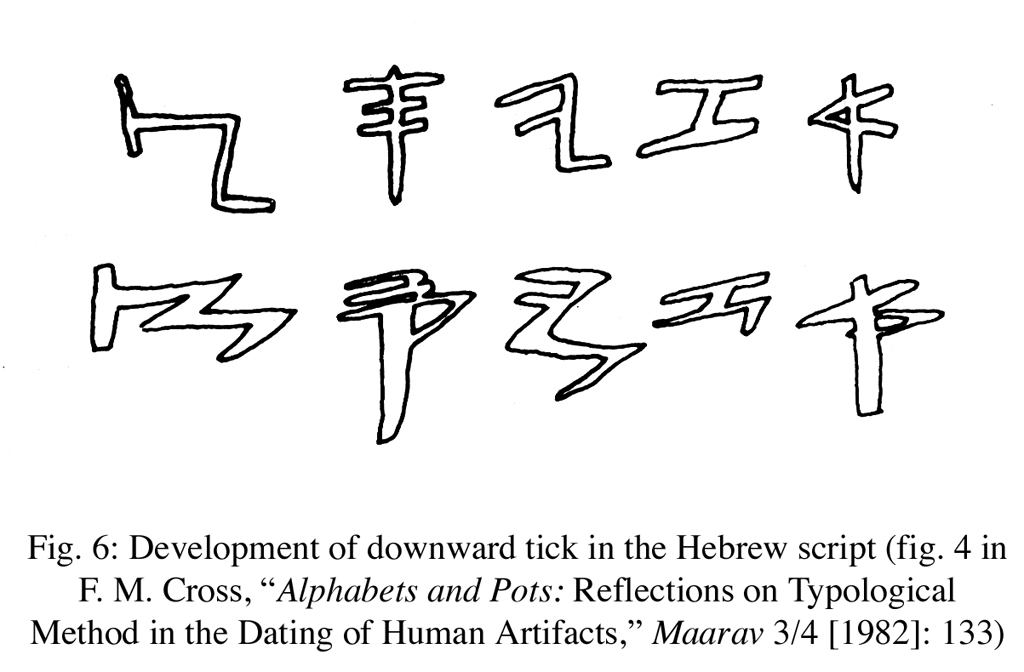 𐤀 𐤆 𐤉 𐤎 𐤑
𐤀 𐤆 𐤉 𐤎 𐤑
Fig. 6: Development of downward tick in the Hebrew script (fig. 4 in
F. M. Cross, “Alphabets and Pots: Reflections on Typological
Method in the Dating of Human Artifacts,” Maarav 3/4 [1982]: 133)